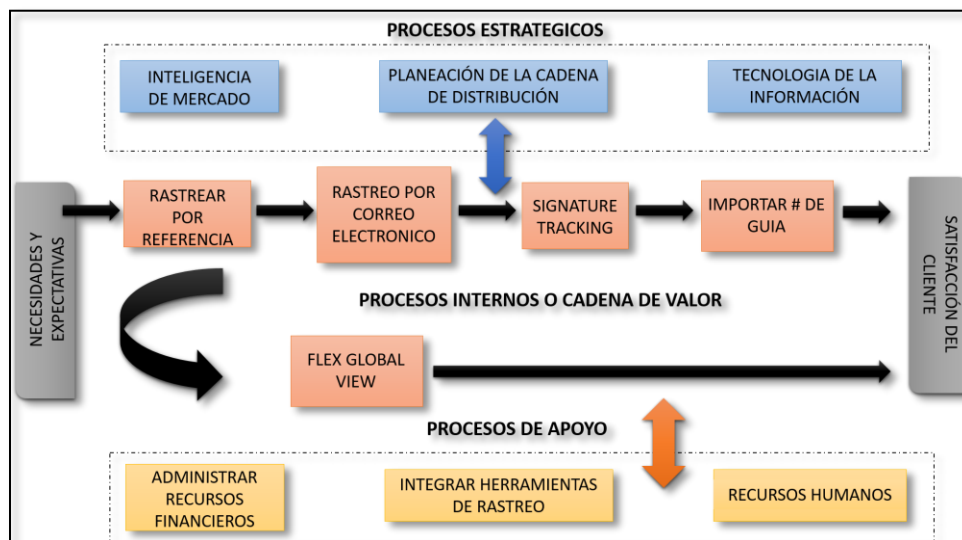 PROCESOS ESTRATEGICOS
INTELIGENCIA
DE MERCADO
PLANEACIÓN DE LA CADENA
DE DISTRIBUCIÓN
TECNOLOGIA DE LA
INFORMACIÓN
NECESIDADES Y
EXPECTATIVAS
RASTREAR
POR
REFERENCIA
RASTREO POR
CORREO
ELECTRONICO
SIGNATURE
TRACKING
IMPORTAR # DE
GUIA
SATISFACCIÓN DEL
CLIENTE
PROCESOS INTERNOS O CADENA DE VALOR
FLEX GLOBAL
VIEW
PROCESOS DE APOYO
ADMINISTRAR
RECURSOS
FINANCIEROS
INTEGRAR HERRAMIENTAS
DE RASTREO
RECURSOS HUMANOS